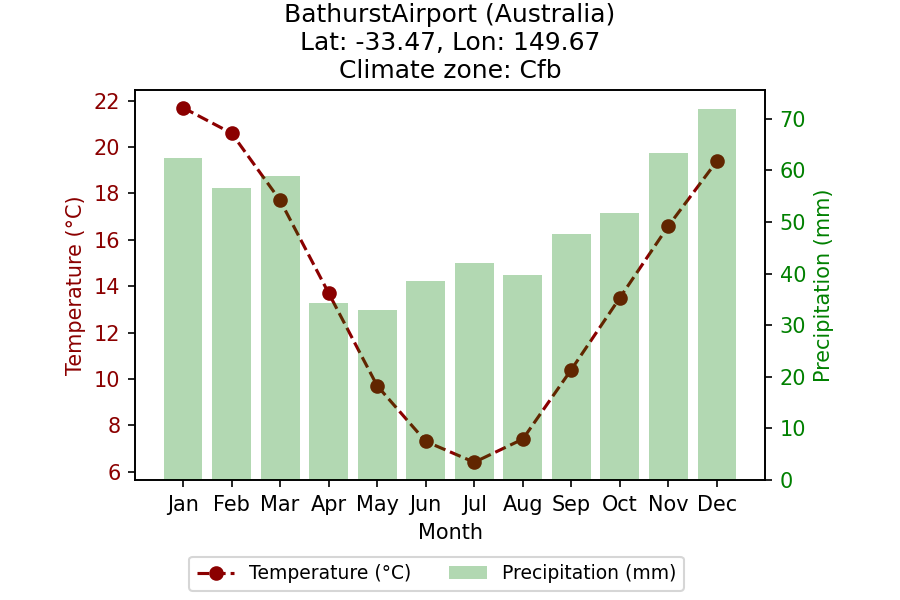 BathurstAirport (Australia)
Lat: -33.47, Lon: 149.67
Climate zone: Cfb
22
20
18
16
14
12
10
8
6
Temperature (°C)
70
60
50
40
30
20
10
0
Precipitation (mm)
Jan Feb Mar Apr May Jun Jul Aug Sep Oct Nov Dec
Month
Temperature (°C) Precipitation (mm)